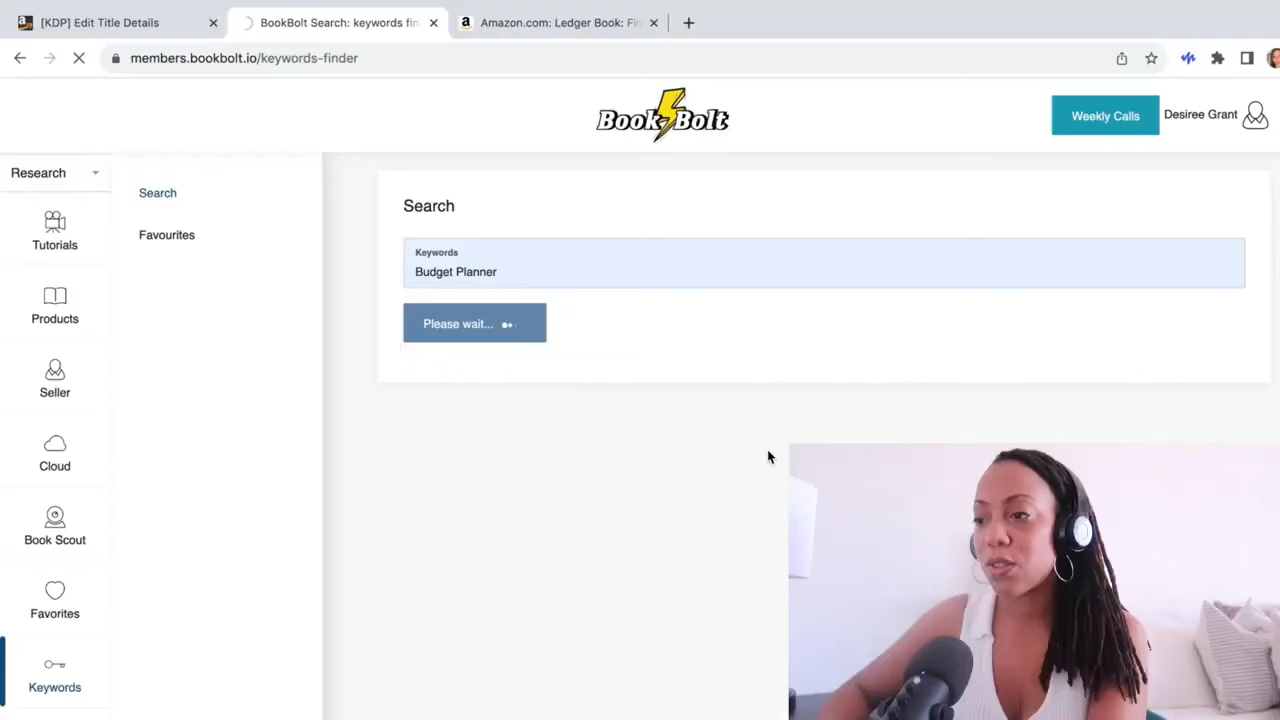 [KDP] Edit Title Details
BookBolt Search: keywords fin
Amazon.com: Ledger Book: Fin
members.bookbolt.io/keywords-finder
Book Bolt
Weekly Calls
Desiree Grant
Research
Search
Favourites
Tutorials
Products
Seller
Cloud
Book Scout
Favorites
Keywords
Search
Keywords
Budget Planner
Please wait...